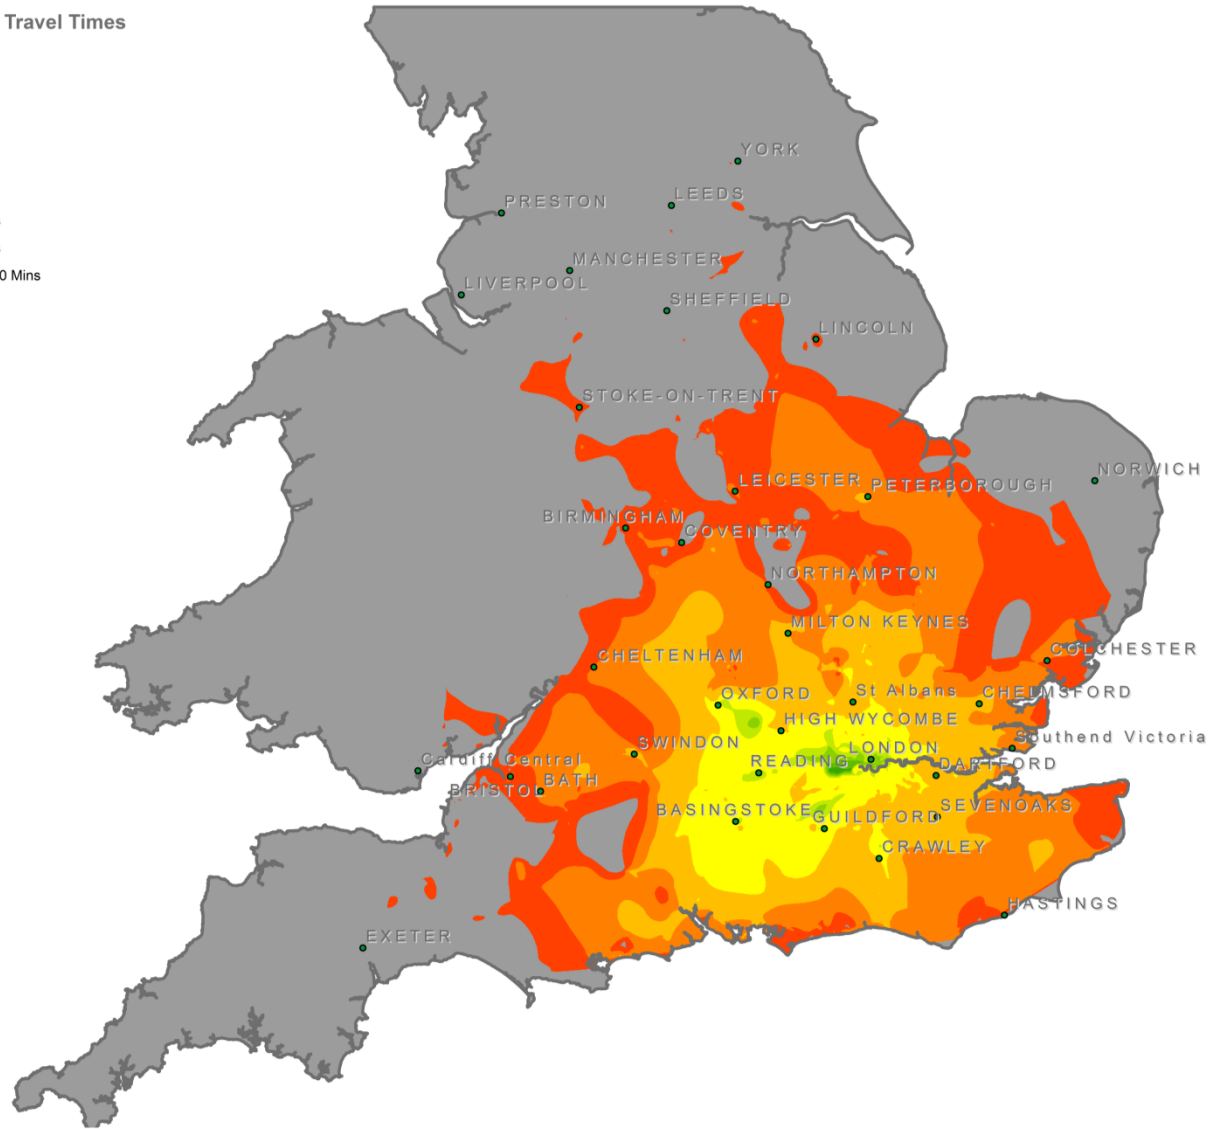 Travel Times
0 Mins
YORK
LEEDS
PRESTON
MANCHESTER
LIVERPOOL
SHEFFIELD
LINCOLN
STOKE-ON-TRENT
NORWICH
LEICESTER
PETERBOROUGH
BIRMINGHAM
COVENTRY
NORTHAMPTON
MILTON KEYNES
COLCHESTER
CHELTENHAM
OXFORD
St Albans
CHELMSFORD
HIGH WYCOMBE
Southend Victoria
SWINDON
LONDON
Cardiff Central
READING
DARTFORD
BATH
BRISTOL
BASINGSTOKE
GUILDFORD
SEVENOAKS
CRAWLEY
HASTINGS
EXETER